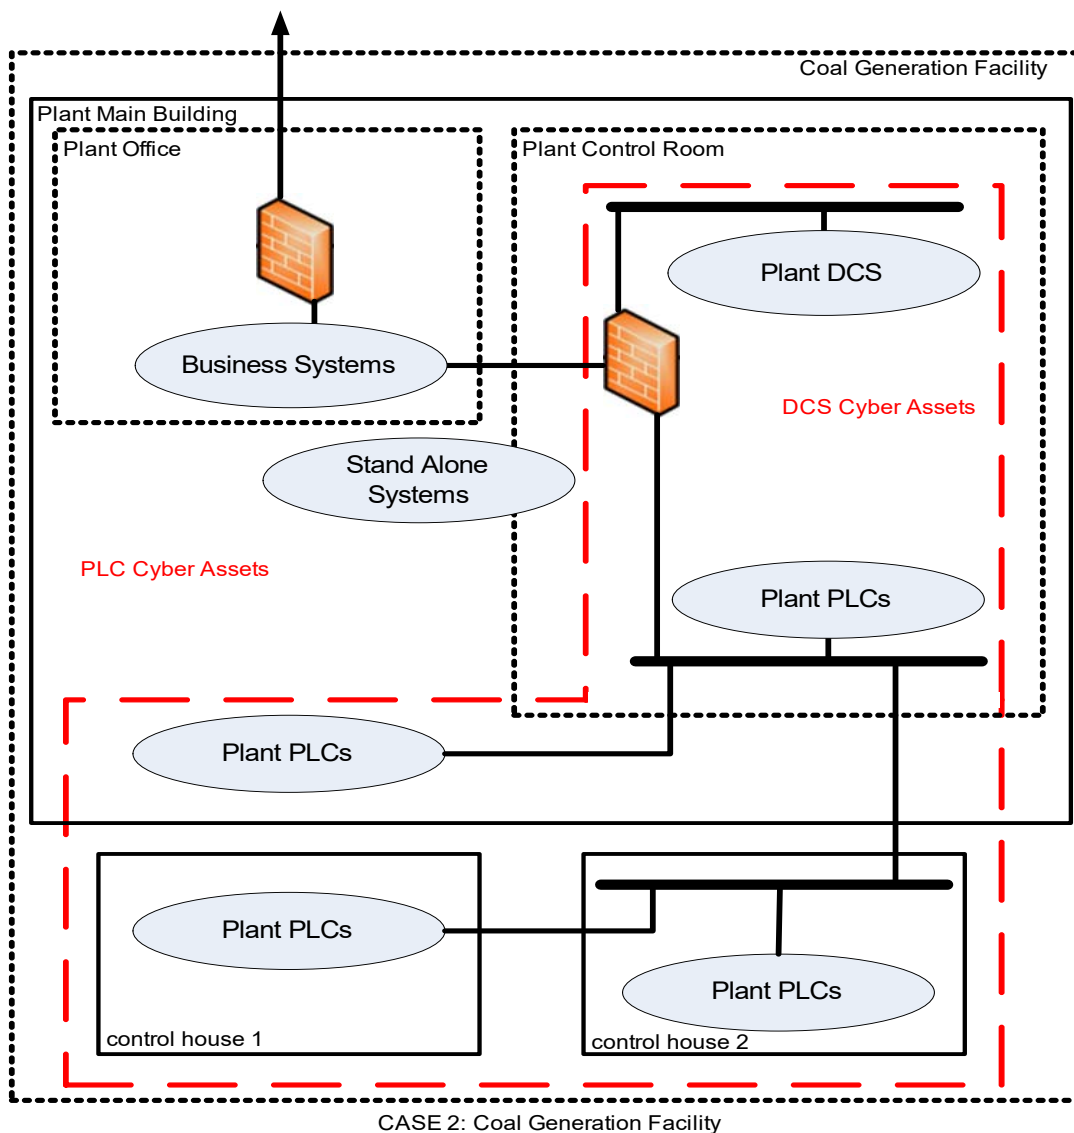 Coal Generation Facility
Plant Main Building
Plant Office
Plant Control Room
Plant DCS
Business Systems
DCS Cyber Assets
Stand Alone
Systems
PLC Cyber Assets
Plant PLCs
Plant PLCs
Plant PLCs
Plant PLCs
control house 1
control house 2
CASE 2: Coal Generation Facility